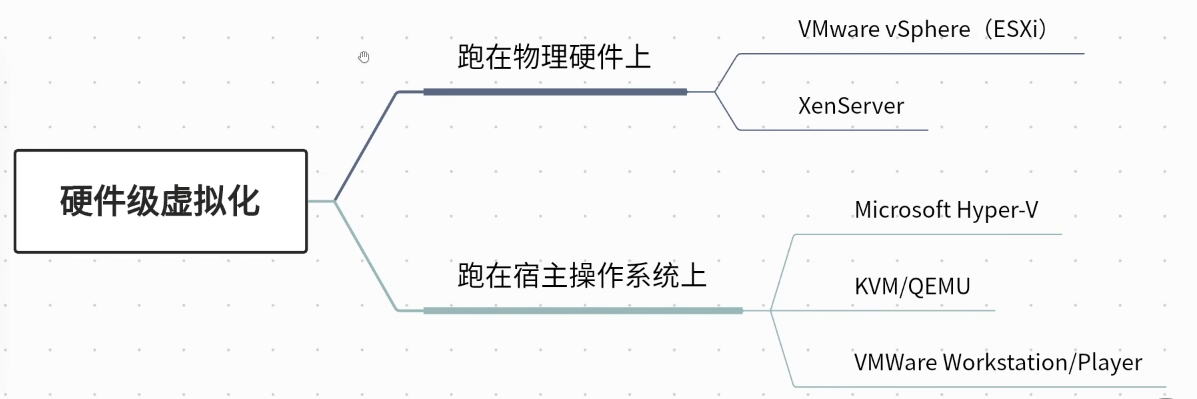 硬件级虚拟化
跑在物理硬件上
VMware vSphere（ESXi）
XenServer
跑在宿主操作系统上
Microsoft Hyper-V
KVM/QEMU
VMWare Workstation/Player